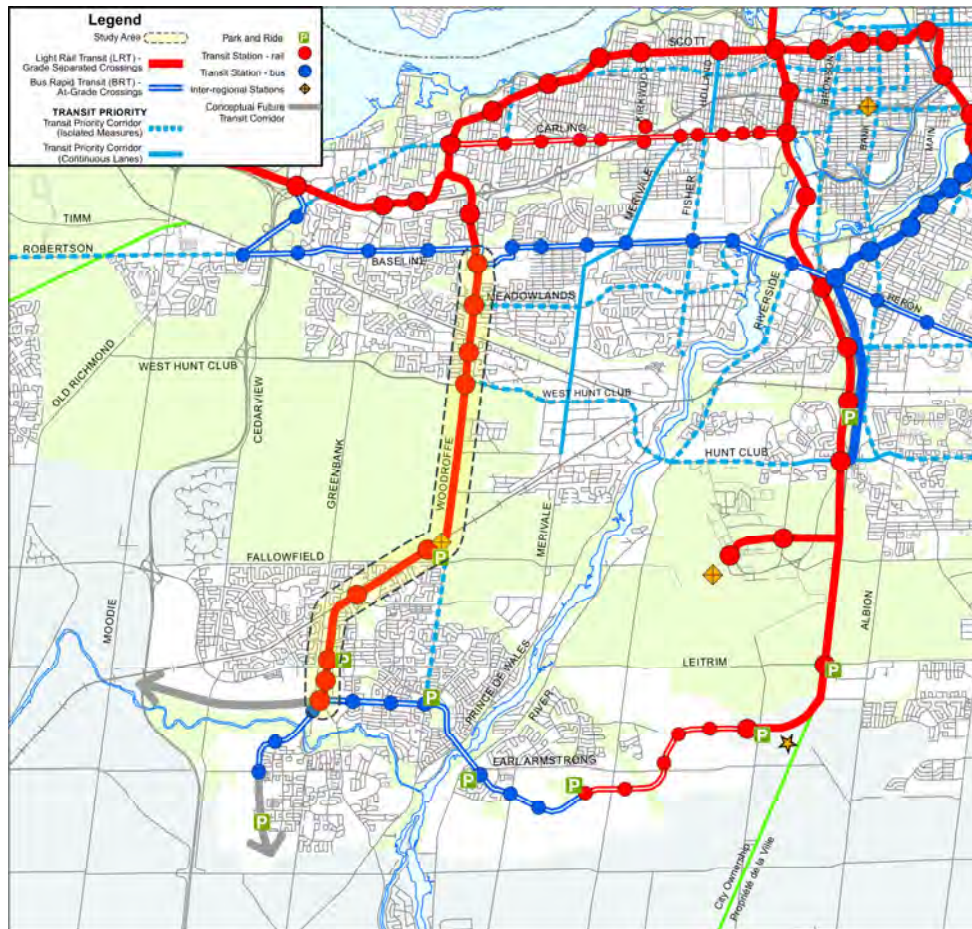 Legend
Study Area
Light Rail Transit (LRT) -
Grade Separated Crossings
Bus Rapid Transit (BRT) -
At-Grade Crossings
TRANSIT PRIORITY
Transit Priority Corridor
(Isolated Measures)
Transit Priority Corridor
(Continuous Lanes)
Park and Ride
P
Transit Station - rail
Transit Station - bus
Inter-regional Stations
Conceptual Future
Transit Corridor
SCOTT
KIRKWOOD
HOLLAND
BRONSON
CARLING
BANK
MAIN
MERIVALE
FISHER
TIMM
ROBERTSON
BASELINE
MEADOWLANDS
RIVERSIDE
HERON
OLD RICHMOND
WEST HUNT CLUB
CEDARVIEW
WEST HUNT CLUB
P
HUNT CLUB
GREENBANK
WOODROFFE
MERIVALE
P
FALLOWFIELD
MOODIE
ALBION
PRINCE OF WALES
LEITRIM
P
P
P
RIVER
P
EARL ARMSTRONG
P
P
P
City Ownership
Propriété de la Ville